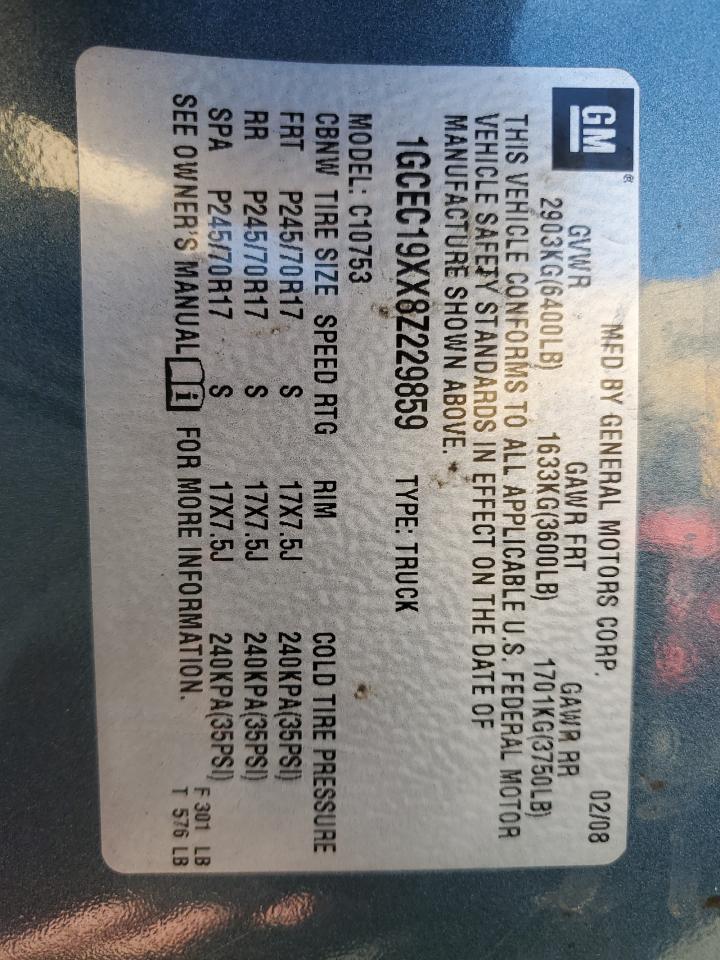 GM®
MFD BY GENERAL MOTORS CORP. 02/08
GVWR GAWR FRT GAWR RR
2903KG(6400LB) 1633KG(3600LB) 1701KG(3750LB)
THIS VEHICLE CONFORMS TO ALL APPLICABLE U.S. FEDERAL MOTOR
VEHICLE SAFETY STANDARDS IN EFFECT ON THE DATE OF
MANUFACTURE SHOWN ABOVE.
1GCEC19XX8Z229859 TYPE: TRUCK
MODEL: C10753
CBNW TIRE SIZE SPEED RTG RIM COLD TIRE PRESSURE
FRT P245/70R17 S 17X7.5J 240KPA(35PSI)
RR P245/70R17 S 17X7.5J 240KPA(35PSI)
SPA P245/70R17 S 17X7.5J 240KPA(35PSI)
SEE OWNER'S MANUAL i FOR MORE INFORMATION.
F 301 LB
T 576 LB